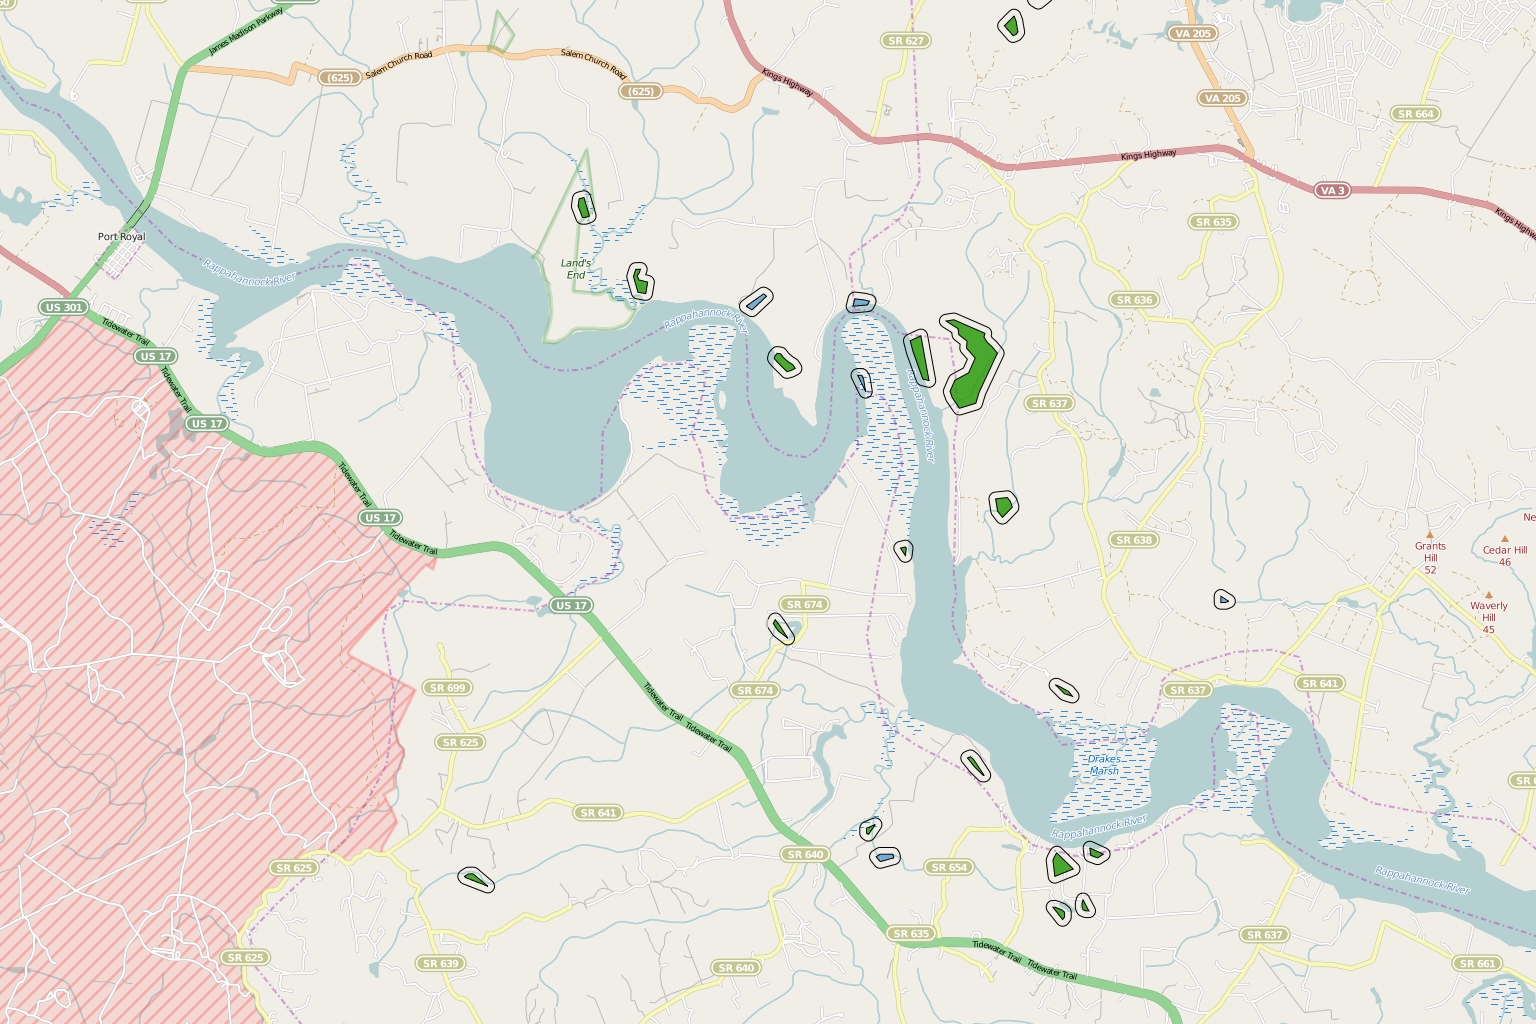 James Madison Parkway
SR 627
VA 205
Salem Church Road
Salem Church Road
(625)
(625)
Kings Highway
VA 205
SR 664
Kings Highway
VA 3
Kings Highw
SR 635
Port Royal
Rappahannock River
Land's
End
US 301
SR 636
Rappahannock River
Tidewater Trail
US 17
Tidewater Trail
US 17
SR 637
Rappahannock River
Tidewater Trail
US 17
Tidewater Trail
SR 638
Ne
Grants
Hill
52
Cedar Hill
46
US 17
SR 674
Waverly
Hill
45
SR 699
SR 674
SR 637
SR 641
Tidewater Trail
Tidewater Trail
SR 625
Drakes
Marsh
SR 6
SR 641
Rappahannock River
SR 640
SR 625
SR 654
Rappahannock River
SR 635
SR 637
Tidewater Trail
Tidewater Trail
SR 625
SR 639
SR 640
SR 661